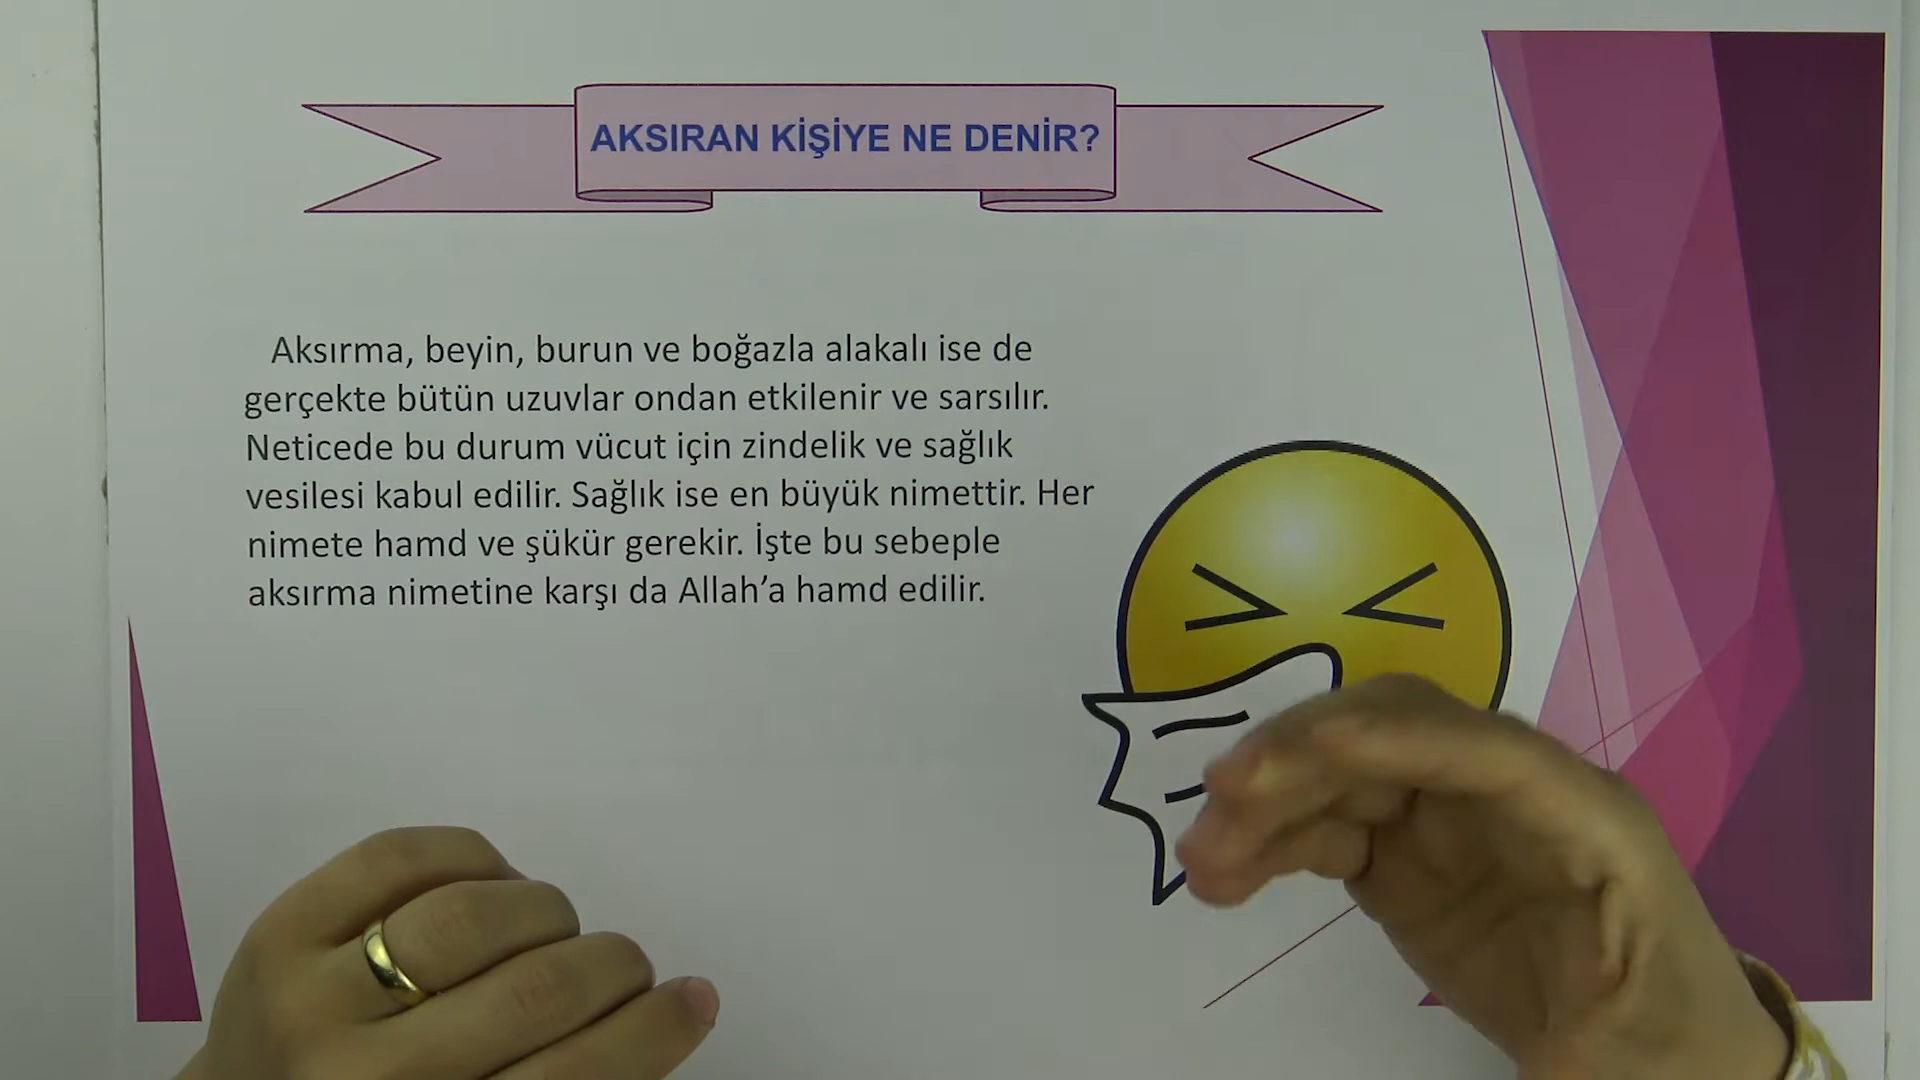 AKSIRAN KİŞİYE NE DENİR?
Aksırma, beyin, burun ve boğazla alakalı ise de
gerçekte bütün uzuvlar ondan etkilenir ve sarsılır.
Neticede bu durum vücut için zindelik ve sağlık
vesilesi kabul edilir. Sağlık ise en büyük nimettir. Her
nimete hamd ve şükür gerekir. İşte bu sebeple
aksırma nimetine karşı da Allah’a hamd edilir.